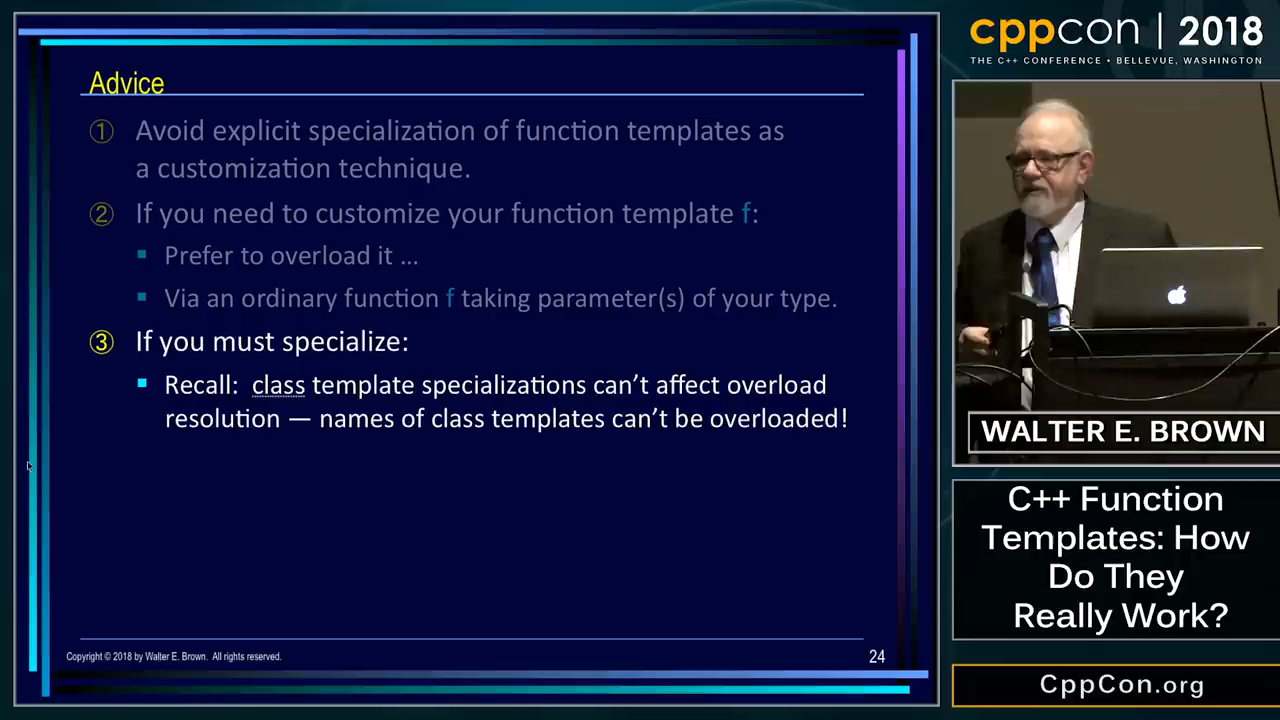 Advice
① Avoid explicit specialization of function templates as
a customization technique.
② If you need to customize your function template f:
▪ Prefer to overload it ...
▪ Via an ordinary function f taking parameter(s) of your type.
③ If you must specialize:
▪ Recall: class template specializations can't affect overload
resolution — names of class templates can't be overloaded!
Copyright © 2018 by Walter E. Brown. All rights reserved.
24
cppcon | 2018
THE C++ CONFERENCE • BELLEVUE, WASHINGTON
WALTER E. BROWN
C++ Function
Templates: How
Do They
Really Work?
CppCon.org